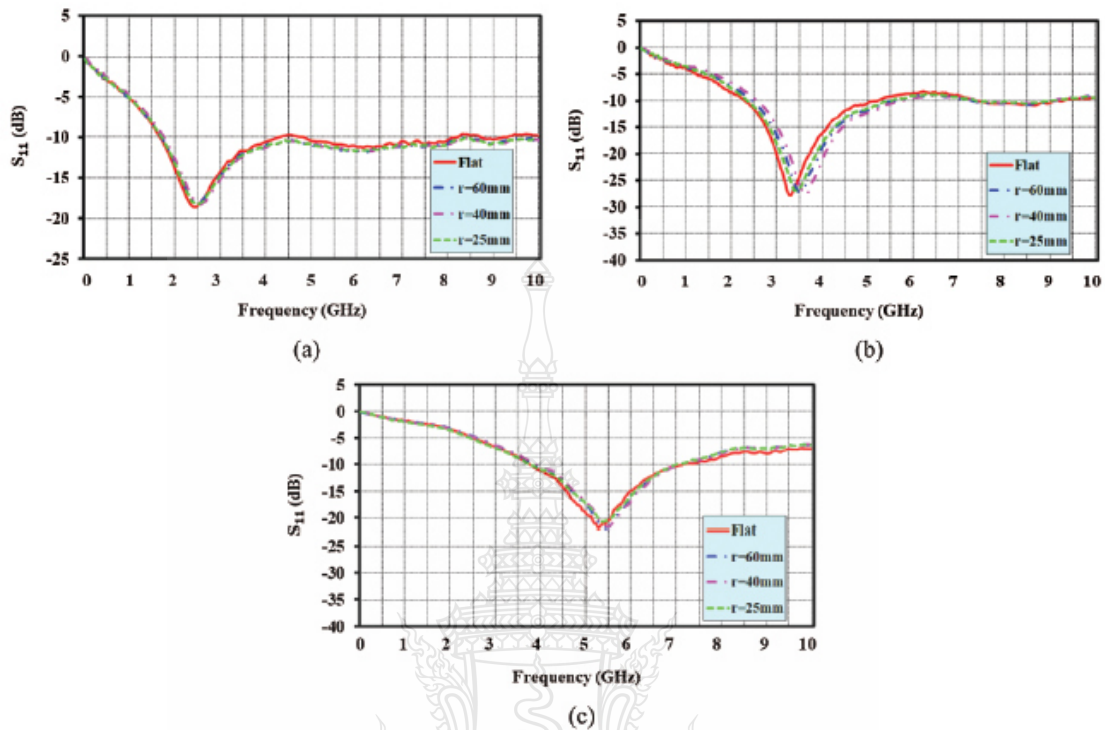 5
0
-5
-10
-15
-20
-25
S₁₁ (dB)
Flat
r=60mm
r=40mm
r=25mm
0 1 2 3 4 5 6 7 8 9 10
Frequency (GHz)
(a)
5
0
-5
-10
-15
-20
-25
-30
-35
-40
S₁₁ (dB)
Flat
r=60mm
r=40mm
r=25mm
0 1 2 3 4 5 6 7 8 9 10
Frequency (GHz)
(b)
5
0
-5
-10
-15
-20
-25
-30
-35
-40
S₁₁ (dB)
Flat
r=60mm
r=40mm
r=25mm
0 1 2 3 4 5 6 7 8 9 10
Frequency (GHz)
(c)